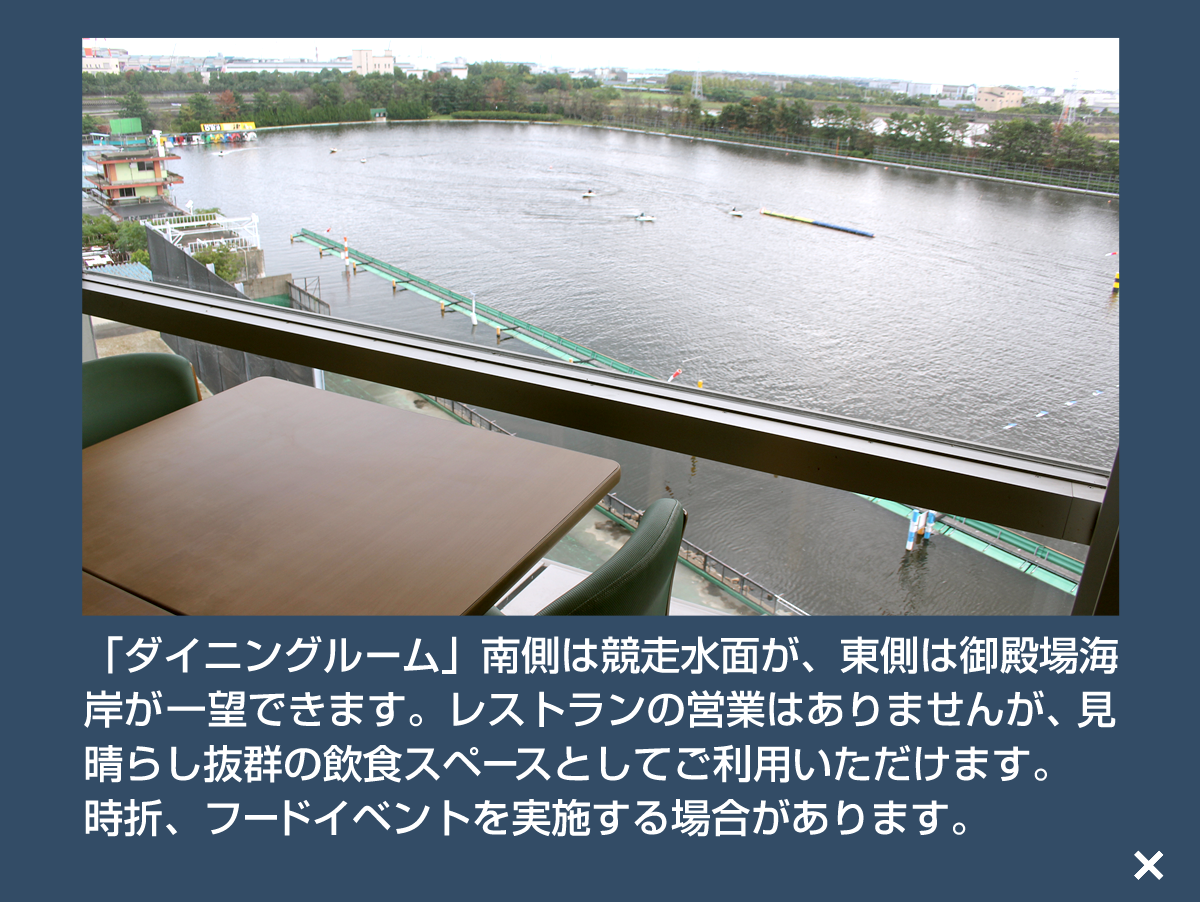 「ダイニングルーム」南側は競走水面が、東側は御殿場海
岸が一望できます。レストランの営業はありませんが、見
晴らし抜群の飲食スペースとしてご利用いただけます。
時折、フードイベントを実施する場合があります。